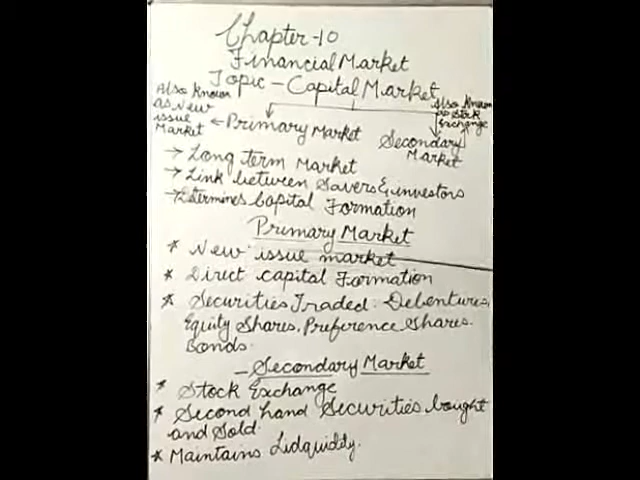 Chapter-10
Financial Market
Topic - Capital Market
Also Known
as New
issue
Market
← Primary Market
Also Known
as Stock
Exchange
Secondary
Market
→ Long term Market
→ Link between Savers & investors
→ Determines Capital Formation
Primary Market
* New issue market
* Direct capital Formation
* Securities Traded. Debentures,
Equity Shares, Preference Shares.
Bonds.
- Secondary Market
* Stock Exchange
* Second hand Securities bought
and Sold.
* Maintains Lidquidity.